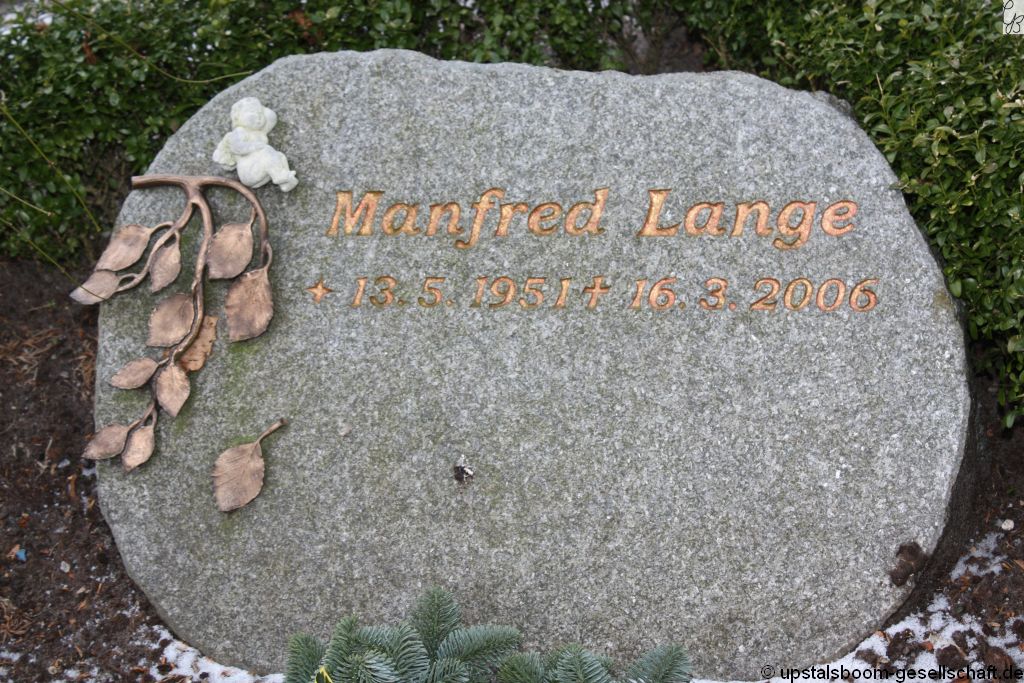 Manfred Lange
✦ 13. 5. 1951 † 16. 3. 2006
© upstalsboom-gesellschaft.de